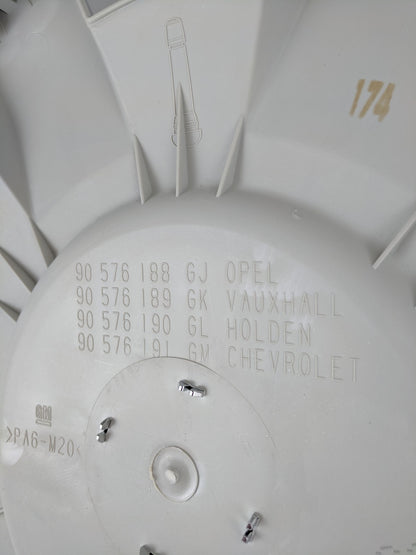 174
90 576 188 GJ OPEL
90 576 189 GK VAUXHALL
90 576 190 GL HOLDEN
90 576 191 GM CHEVROLET
GM
>PA6-M20<